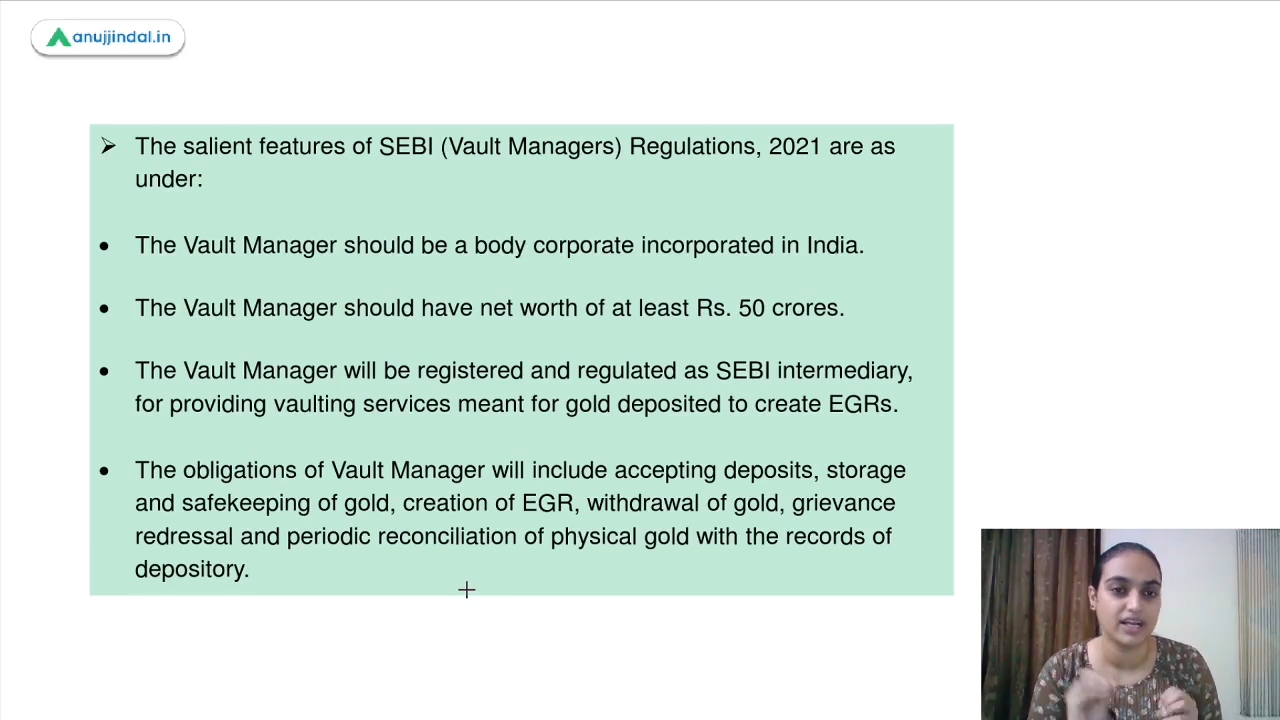 anujjindal.in
➢ The salient features of SEBI (Vault Managers) Regulations, 2021 are as
under:
• The Vault Manager should be a body corporate incorporated in India.
• The Vault Manager should have net worth of at least Rs. 50 crores.
• The Vault Manager will be registered and regulated as SEBI intermediary,
for providing vaulting services meant for gold deposited to create EGRs.
• The obligations of Vault Manager will include accepting deposits, storage
and safekeeping of gold, creation of EGR, withdrawal of gold, grievance
redressal and periodic reconciliation of physical gold with the records of
depository.